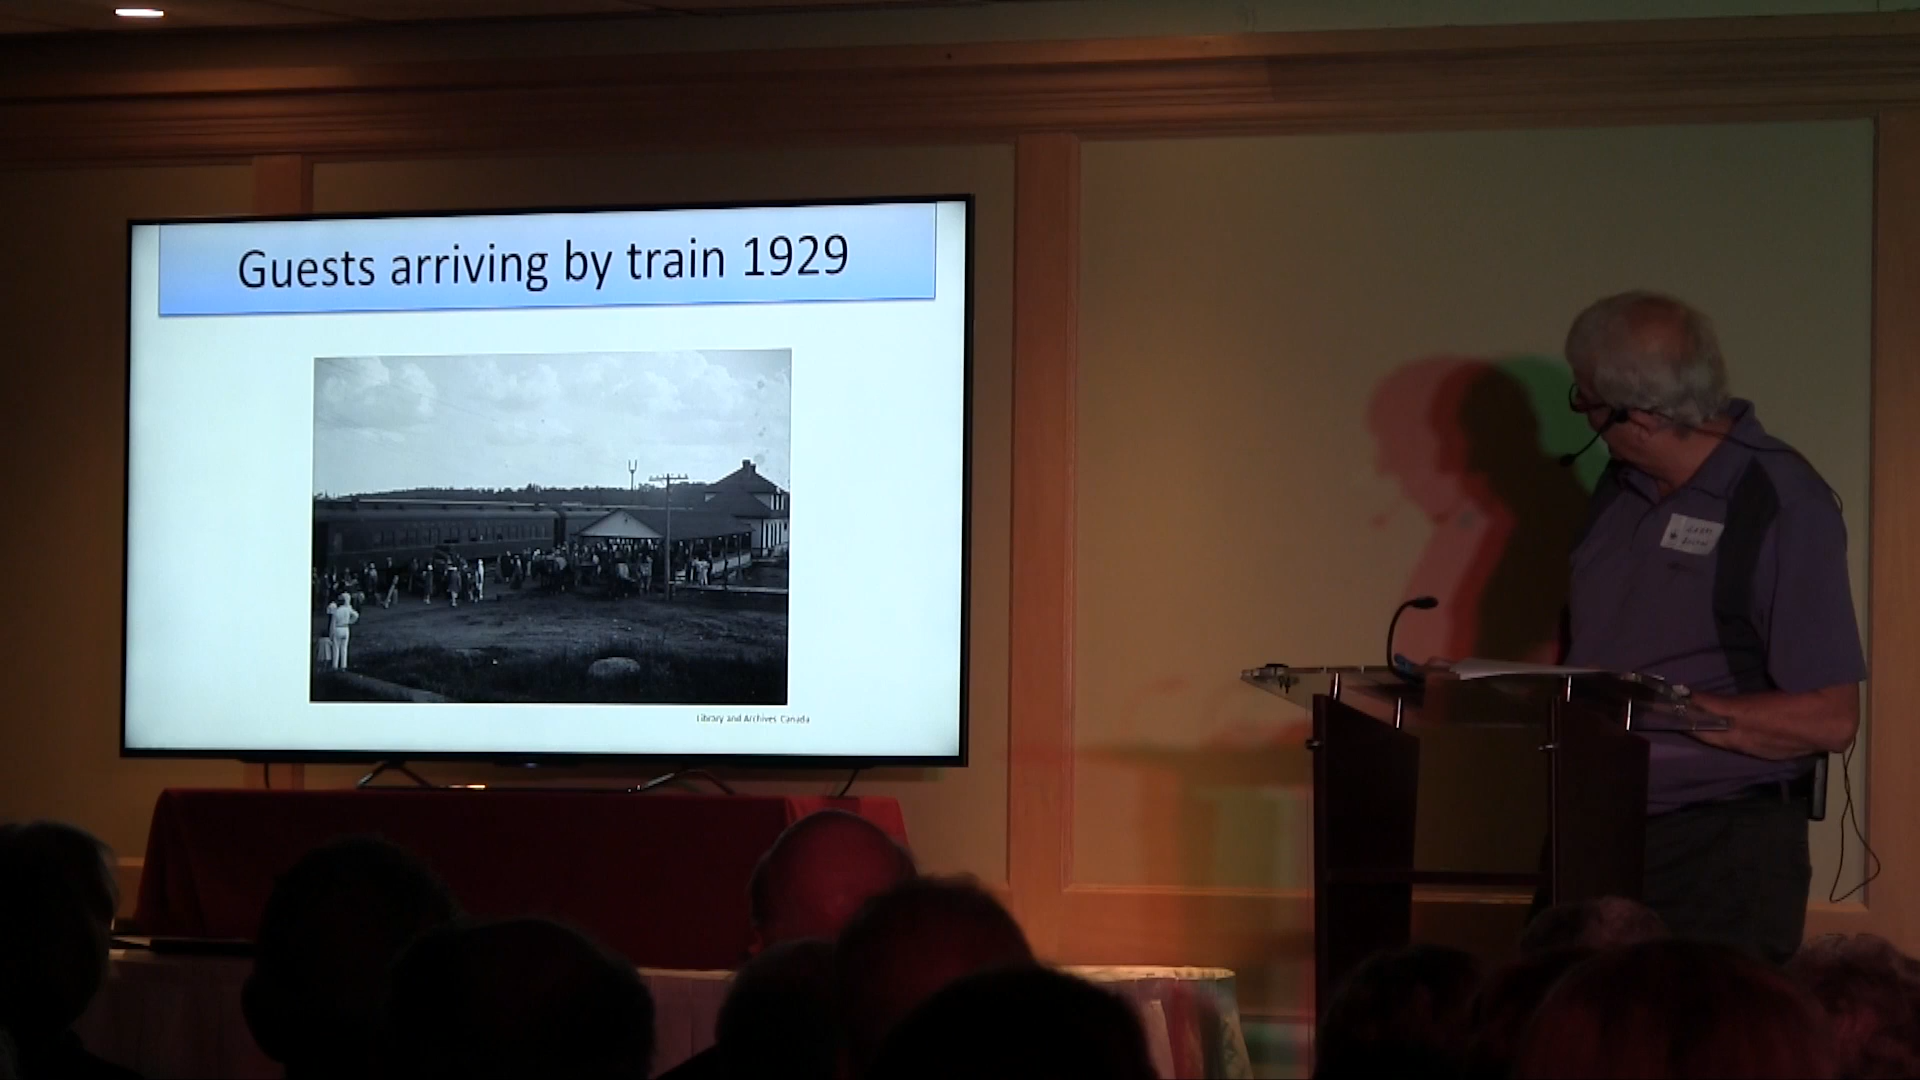 Guests arriving by train 1929
Library and Archives Canada